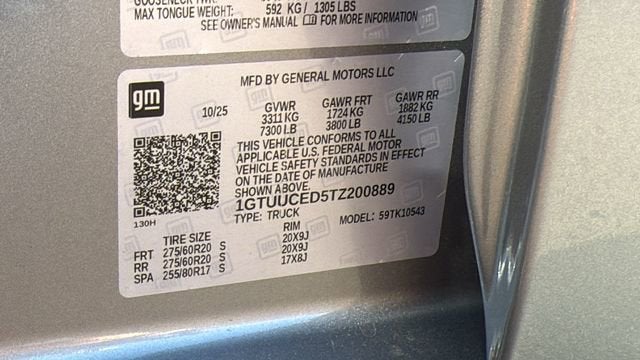 MAX TONGUE WEIGHT: 592 KG / 1305 LBS
SEE OWNER'S MANUAL FOR MORE INFORMATION
gm
MFD BY GENERAL MOTORS LLC
10/25 GVWR GAWR FRT GAWR RR
3311 KG 1724 KG 1882 KG
7300 LB 3800 LB 4150 LB
THIS VEHICLE CONFORMS TO ALL
APPLICABLE U.S. FEDERAL MOTOR
VEHICLE SAFETY STANDARDS IN EFFECT
ON THE DATE OF MANUFACTURE
SHOWN ABOVE.
1GTUUCED5TZ200889
TYPE: TRUCK MODEL: 59TK10543
130H
TIRE SIZE RIM
FRT 275/60R20 S 20X9J
RR 275/60R20 S 20X9J
SPA 255/80R17 S 17X8J